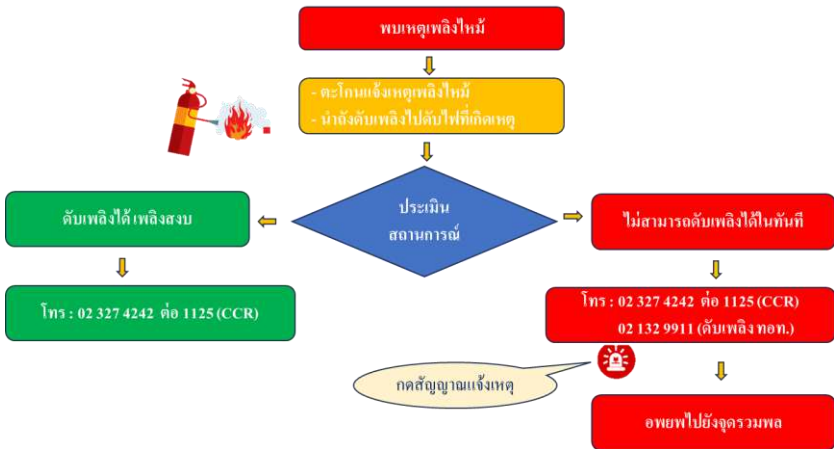 พบเหตุเพลิงไหม้
- ตะโกนแจ้งเหตุเพลิงไหม้
- นำถังดับเพลิงไปดับไฟที่เกิดเหตุ
ประเมิน
สถานการณ์
ดับเพลิงได้ เพลิงสงบ
ไม่สามารถดับเพลิงได้ในทันที
โทร : 02 327 4242 ต่อ 1125 (CCR)
โทร : 02 327 4242 ต่อ 1125 (CCR)
02 132 9911 (ดับเพลิง ทอท.)
กดสัญญาณแจ้งเหตุ
อพยพไปยังจุดรวมพล